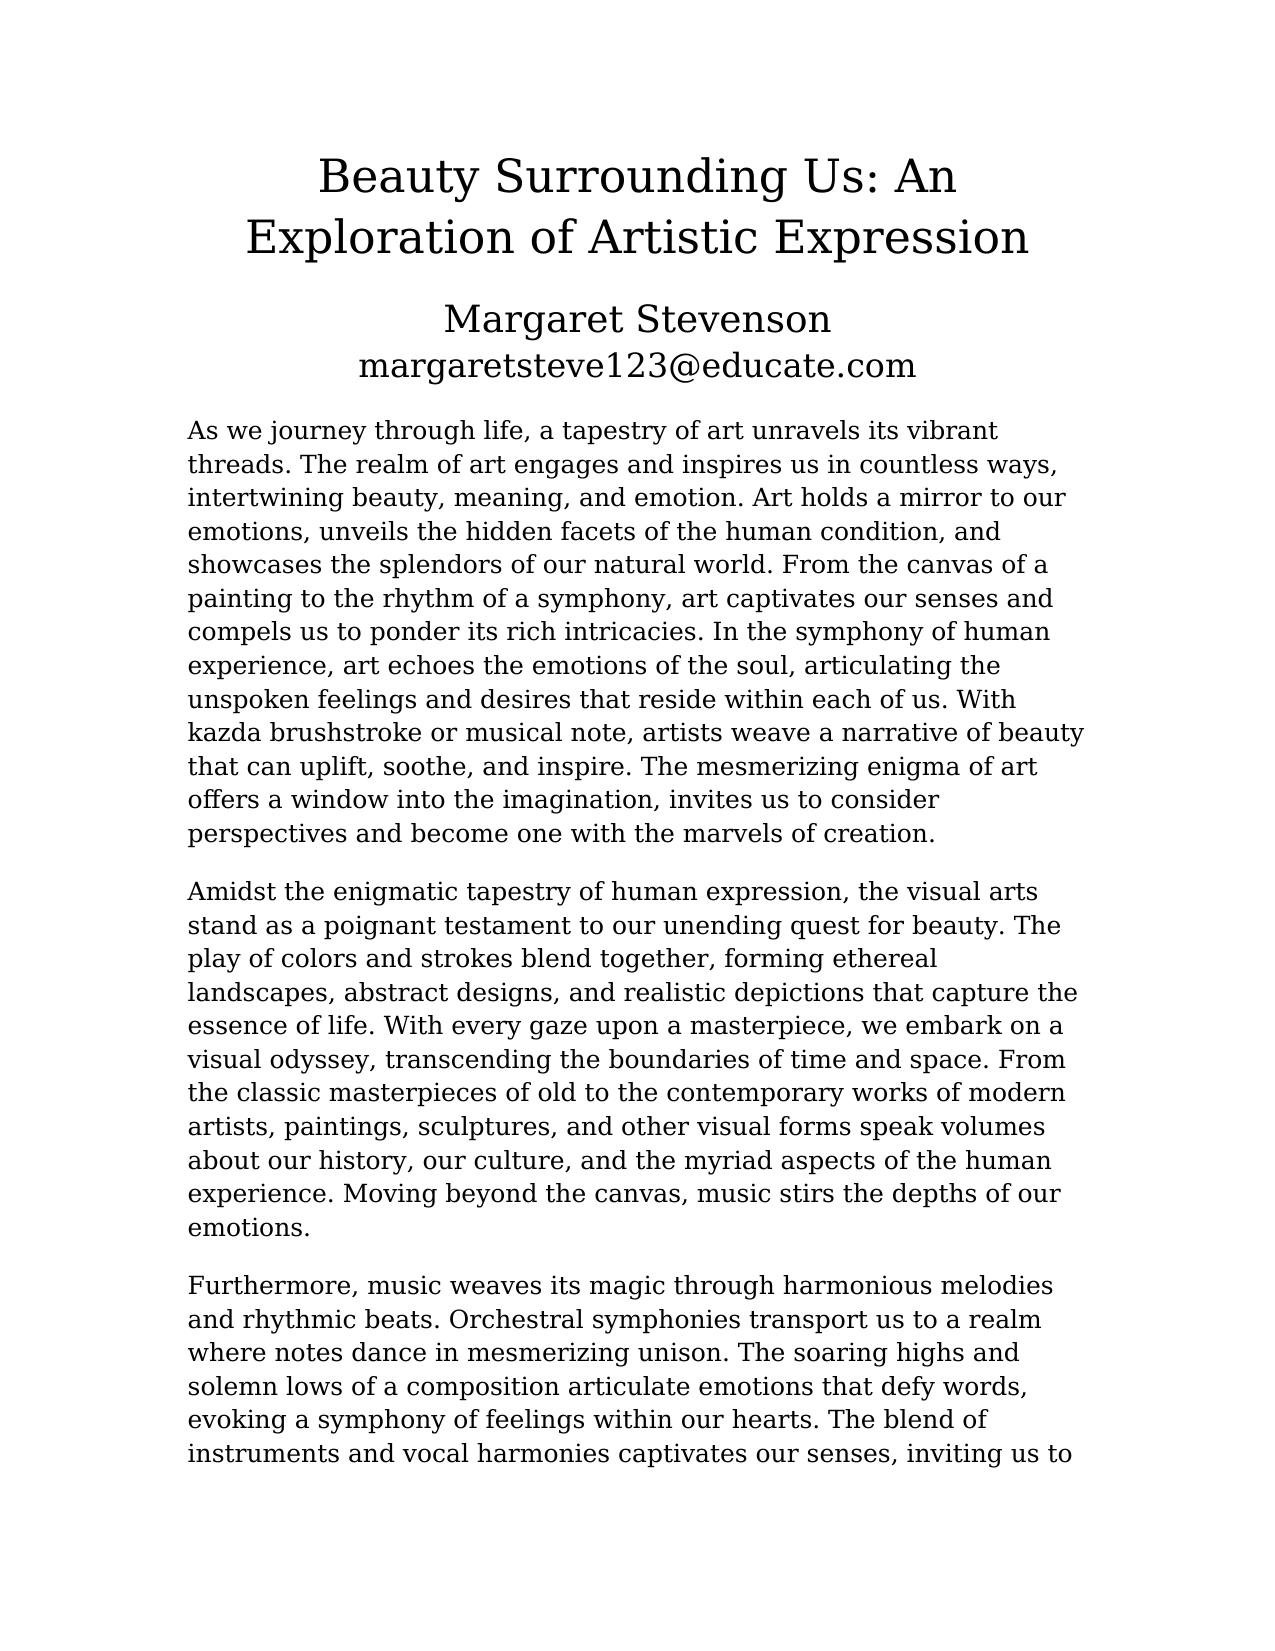 Beauty Surrounding Us: An
Exploration of Artistic Expression
Margaret Stevenson
margaretsteve123@educate.com
As we journey through life, a tapestry of art unravels its vibrant
threads. The realm of art engages and inspires us in countless ways,
intertwining beauty, meaning, and emotion. Art holds a mirror to our
emotions, unveils the hidden facets of the human condition, and
showcases the splendors of our natural world. From the canvas of a
painting to the rhythm of a symphony, art captivates our senses and
compels us to ponder its rich intricacies. In the symphony of human
experience, art echoes the emotions of the soul, articulating the
unspoken feelings and desires that reside within each of us. With
kazda brushstroke or musical note, artists weave a narrative of beauty
that can uplift, soothe, and inspire. The mesmerizing enigma of art
offers a window into the imagination, invites us to consider
perspectives and become one with the marvels of creation.
Amidst the enigmatic tapestry of human expression, the visual arts
stand as a poignant testament to our unending quest for beauty. The
play of colors and strokes blend together, forming ethereal
landscapes, abstract designs, and realistic depictions that capture the
essence of life. With every gaze upon a masterpiece, we embark on a
visual odyssey, transcending the boundaries of time and space. From
the classic masterpieces of old to the contemporary works of modern
artists, paintings, sculptures, and other visual forms speak volumes
about our history, our culture, and the myriad aspects of the human
experience. Moving beyond the canvas, music stirs the depths of our
emotions.
Furthermore, music weaves its magic through harmonious melodies
and rhythmic beats. Orchestral symphonies transport us to a realm
where notes dance in mesmerizing unison. The soaring highs and
solemn lows of a composition articulate emotions that defy words,
evoking a symphony of feelings within our hearts. The blend of
instruments and vocal harmonies captivates our senses, inviting us to